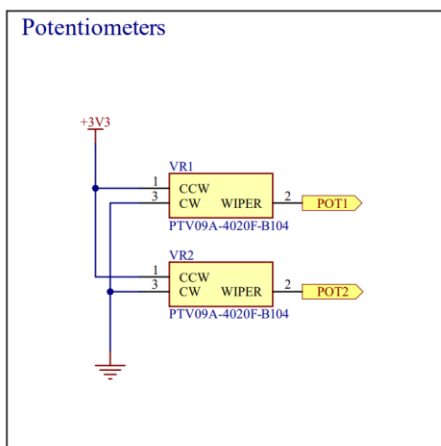 Potentiometers
+3V3
VR1
1 CCW
3 CW WIPER 2 POT1
PTV09A-4020F-B104
VR2
1 CCW
3 CW WIPER 2 POT2
PTV09A-4020F-B104